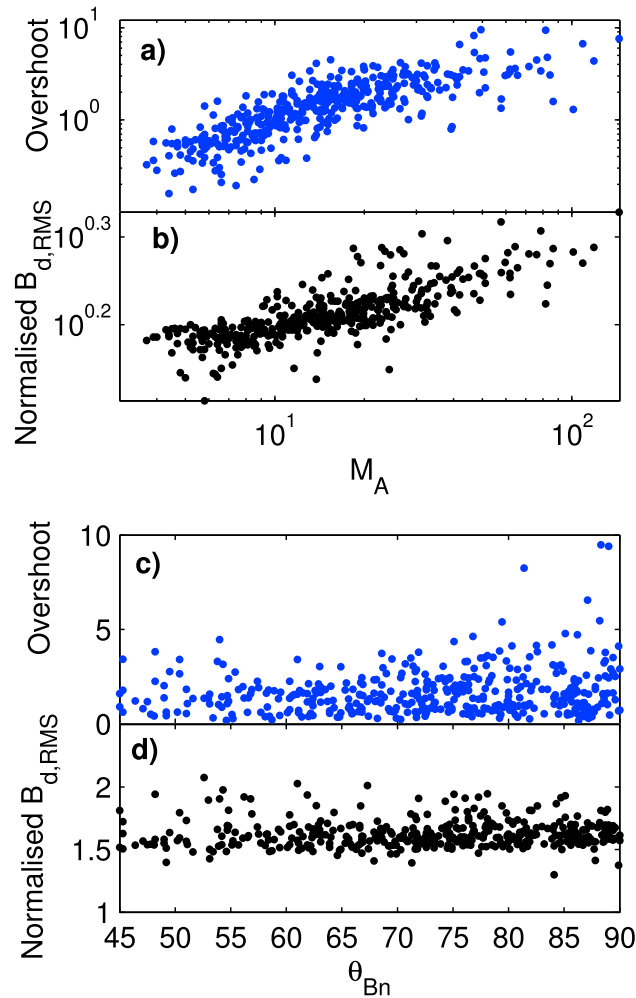 10^1
10^0
Overshoot
a)
10^0.3
10^0.2
Normalised B_d,RMS
b)
10^1
10^2
M_A
10
5
0
Overshoot
c)
2
1.5
1
Normalised B_d,RMS
d)
45 50 55 60 65 70 75 80 85 90
θ_Bn